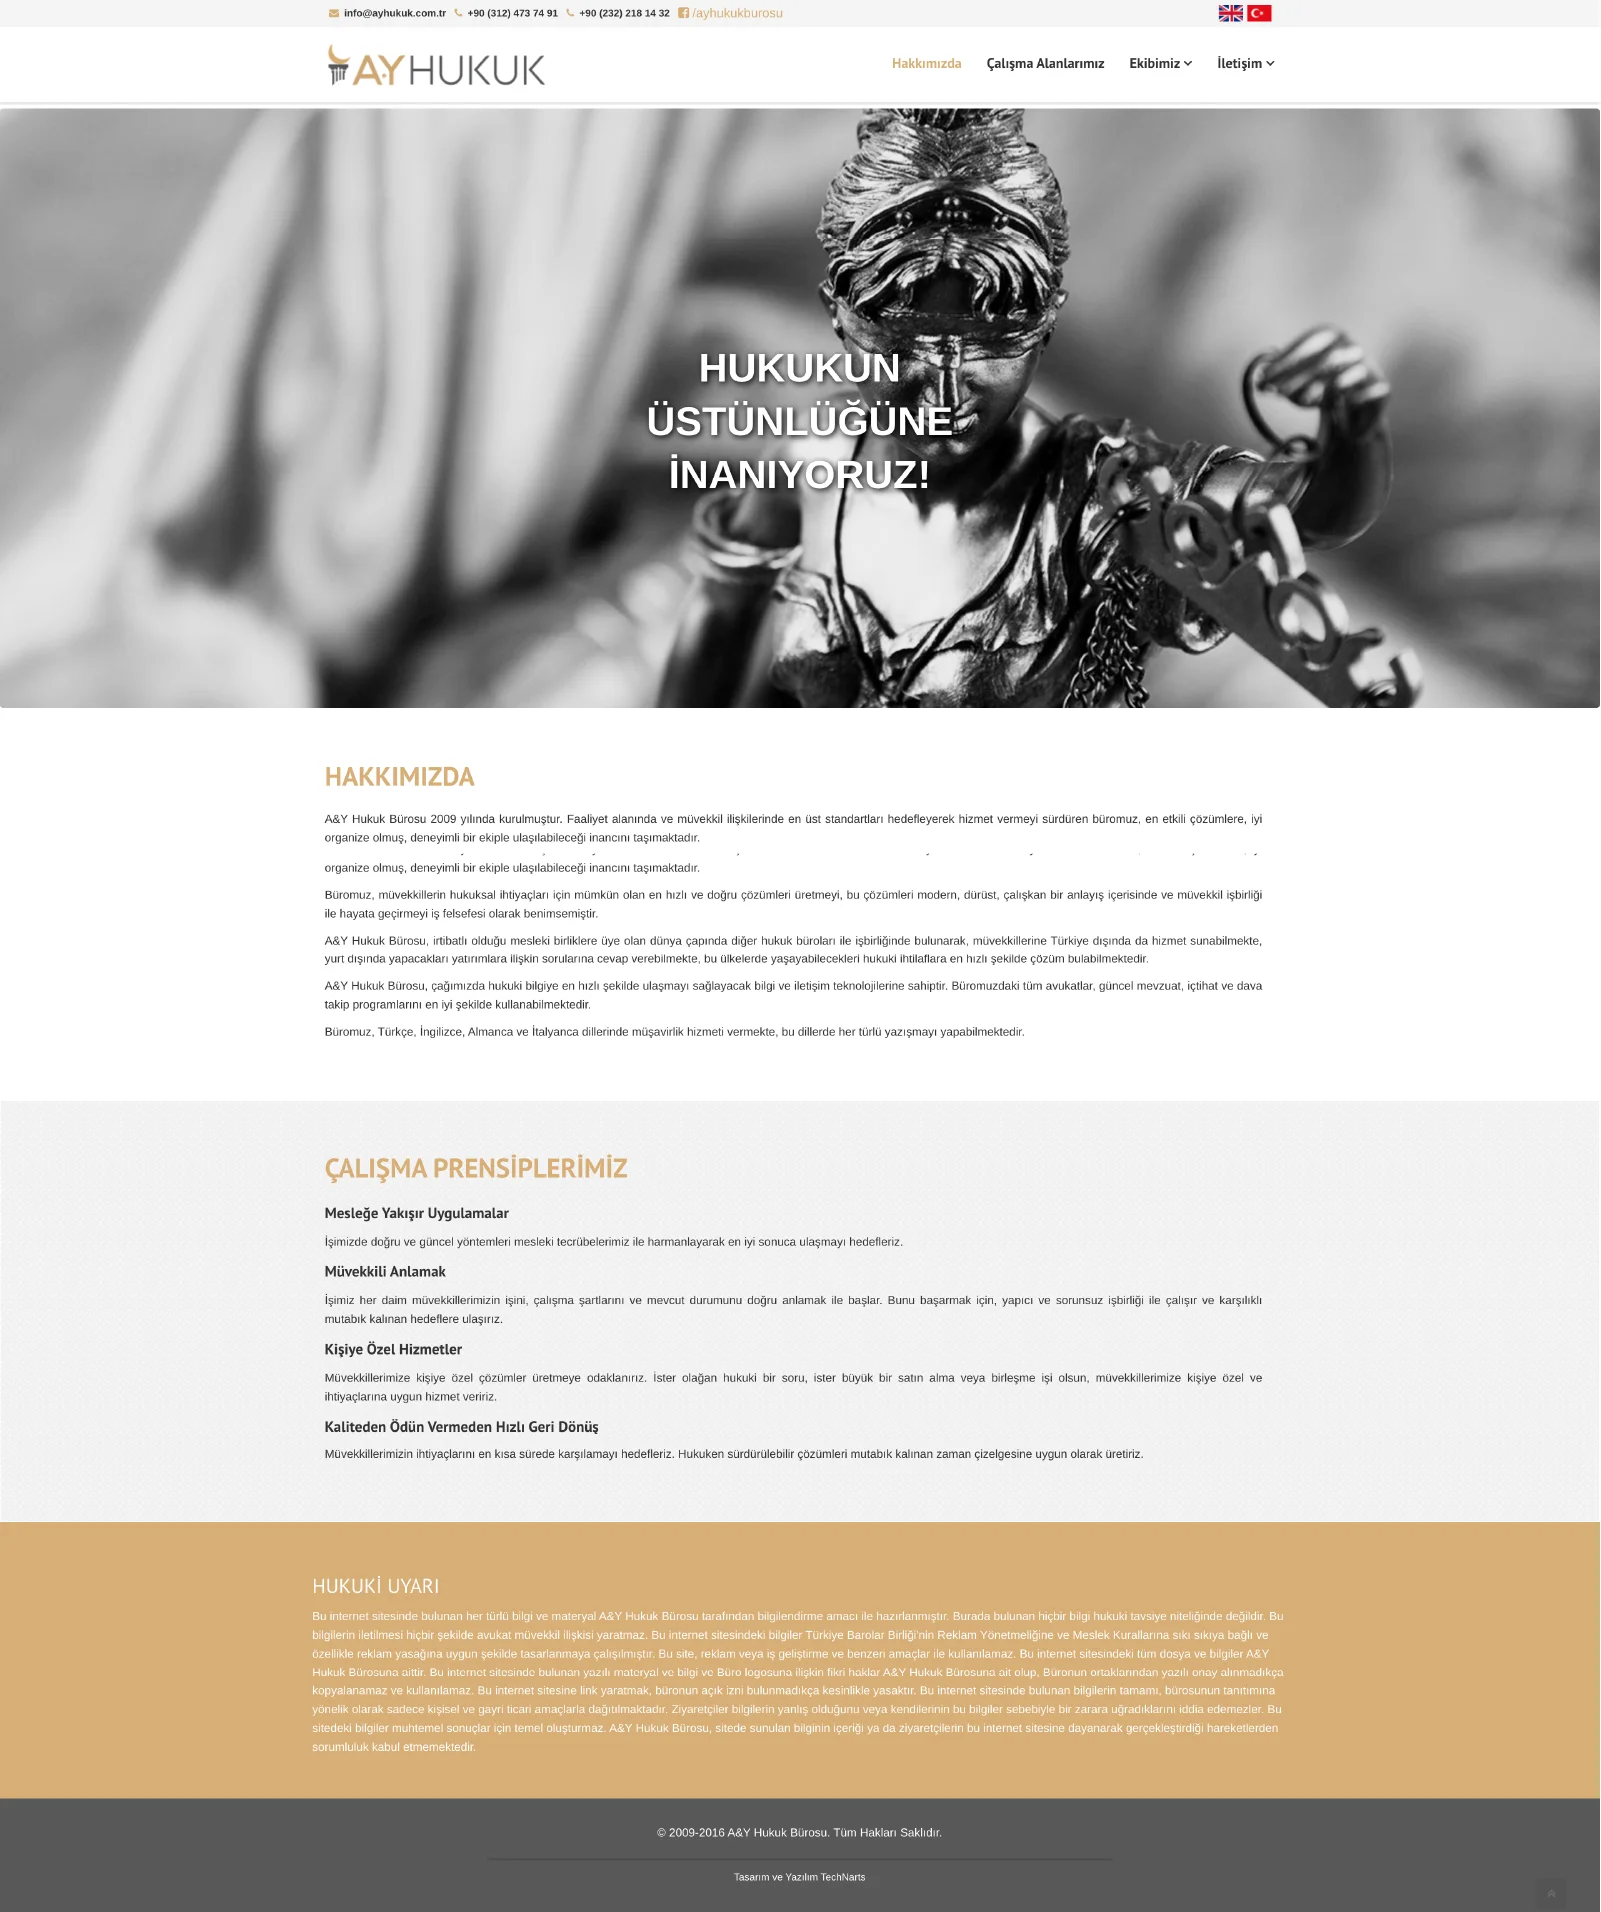 info@ayhukuk.com.tr +90 (312) 473 74 91 +90 (232) 218 14 32 /ayhukukburosu
AYHUKUK
Hakkımızda Çalışma Alanlarımız Ekibimiz İletişim
HUKUKUN
ÜSTÜNLÜĞÜNE
İNANIYORUZ!
HAKKIMIZDA
A&Y Hukuk Bürosu 2009 yılında kurulmuştur. Faaliyet alanında ve müvekkil ilişkilerinde en üst standartları hedefleyerek hizmet vermeyi sürdüren büromuz, en etkili çözümlere, iyi
organize olmuş, deneyimli bir ekiple ulaşılabileceği inancını taşımaktadır.
organize olmuş, deneyimli bir ekiple ulaşılabileceği inancını taşımaktadır.
Büromuz, müvekkillerin hukuksal ihtiyaçları için mümkün olan en hızlı ve doğru çözümleri üretmeyi, bu çözümleri modern, dürüst, çalışkan bir anlayış içerisinde ve müvekkil işbirliği
ile hayata geçirmeyi iş felsefesi olarak benimsemiştir.
A&Y Hukuk Bürosu, irtibatlı olduğu mesleki birliklere üye olan dünya çapında diğer hukuk büroları ile işbirliğinde bulunarak, müvekkillerine Türkiye dışında da hizmet sunabilmekte,
yurt dışında yapacakları yatırımlara ilişkin sorularına cevap verebilmekte, bu ülkelerde yaşayabilecekleri hukuki ihtilaflara en hızlı şekilde çözüm bulabilmektedir.
A&Y Hukuk Bürosu, çağımızda hukuki bilgiye en hızlı şekilde ulaşmayı sağlayacak bilgi ve iletişim teknolojilerine sahiptir. Büromuzdaki tüm avukatlar, güncel mevzuat, içtihat ve dava
takip programlarını en iyi şekilde kullanabilmektedir.
Büromuz, Türkçe, İngilizce, Almanca ve İtalyanca dillerinde müşavirlik hizmeti vermekte, bu dillerde her türlü yazışmayı yapabilmektedir.
ÇALIŞMA PRENSİPLERİMİZ
Mesleğe Yakışır Uygulamalar
İşimizde doğru ve güncel yöntemleri mesleki tecrübelerimiz ile harmanlayarak en iyi sonuca ulaşmayı hedefleriz.
Müvekkili Anlamak
İşimiz her daim müvekkillerimizin işini, çalışma şartlarını ve mevcut durumunu doğru anlamak ile başlar. Bunu başarmak için, yapıcı ve sorunsuz işbirliği ile çalışır ve karşılıklı
mutabık kalınan hedeflere ulaşırız.
Kişiye Özel Hizmetler
Müvekkillerimize kişiye özel çözümler üretmeye odaklanırız. İster olağan hukuki bir soru, ister büyük bir satın alma veya birleşme işi olsun, müvekkillerimize kişiye özel ve
ihtiyaçlarına uygun hizmet veririz.
Kaliteden Ödün Vermeden Hızlı Geri Dönüş
Müvekkillerimizin ihtiyaçlarını en kısa sürede karşılamayı hedefleriz. Hukuken sürdürülebilir çözümleri mutabık kalınan zaman çizelgesine uygun olarak üretiriz.
HUKUKİ UYARI
Bu internet sitesinde bulunan her türlü bilgi ve materyal A&Y Hukuk Bürosu tarafından bilgilendirme amacı ile hazırlanmıştır. Burada bulunan hiçbir bilgi hukuki tavsiye niteliğinde değildir. Bu
bilgilerin iletilmesi hiçbir şekilde avukat müvekkil ilişkisi yaratmaz. Bu internet sitesindeki bilgiler Türkiye Barolar Birliği'nin Reklam Yönetmeliğine ve Meslek Kurallarına sıkı sıkıya bağlı ve
özellikle reklam yasağına uygun şekilde tasarlanmaya çalışılmıştır. Bu site, reklam veya iş geliştirme ve benzeri amaçlar ile kullanılamaz. Bu internet sitesindeki tüm dosya ve bilgiler A&Y
Hukuk Bürosuna aittir. Bu internet sitesinde bulunan yazılı materyal ve bilgi ve Büro logosuna ilişkin fikri haklar A&Y Hukuk Bürosuna ait olup, Büronun ortaklarından yazılı onay alınmadıkça
kopyalanamaz ve kullanılamaz. Bu internet sitesine link yaratmak, büronun açık izni bulunmadıkça kesinlikle yasaktır. Bu internet sitesinde bulunan bilgilerin tamamı, bürosunun tanıtımına
yönelik olarak sadece kişisel ve gayri ticari amaçlarla dağıtılmaktadır. Ziyaretçiler bilgilerin yanlış olduğunu veya kendilerinin bu bilgiler sebebiyle bir zarara uğradıklarını iddia edemezler. Bu
sitedeki bilgiler muhtemel sonuçlar için temel oluşturmaz. A&Y Hukuk Bürosu, sitede sunulan bilginin içeriği ya da ziyaretçilerin bu internet sitesine dayanarak gerçekleştirdiği hareketlerden
sorumluluk kabul etmemektedir.
© 2009-2016 A&Y Hukuk Bürosu. Tüm Hakları Saklıdır.
Tasarım ve Yazılım TechNarts